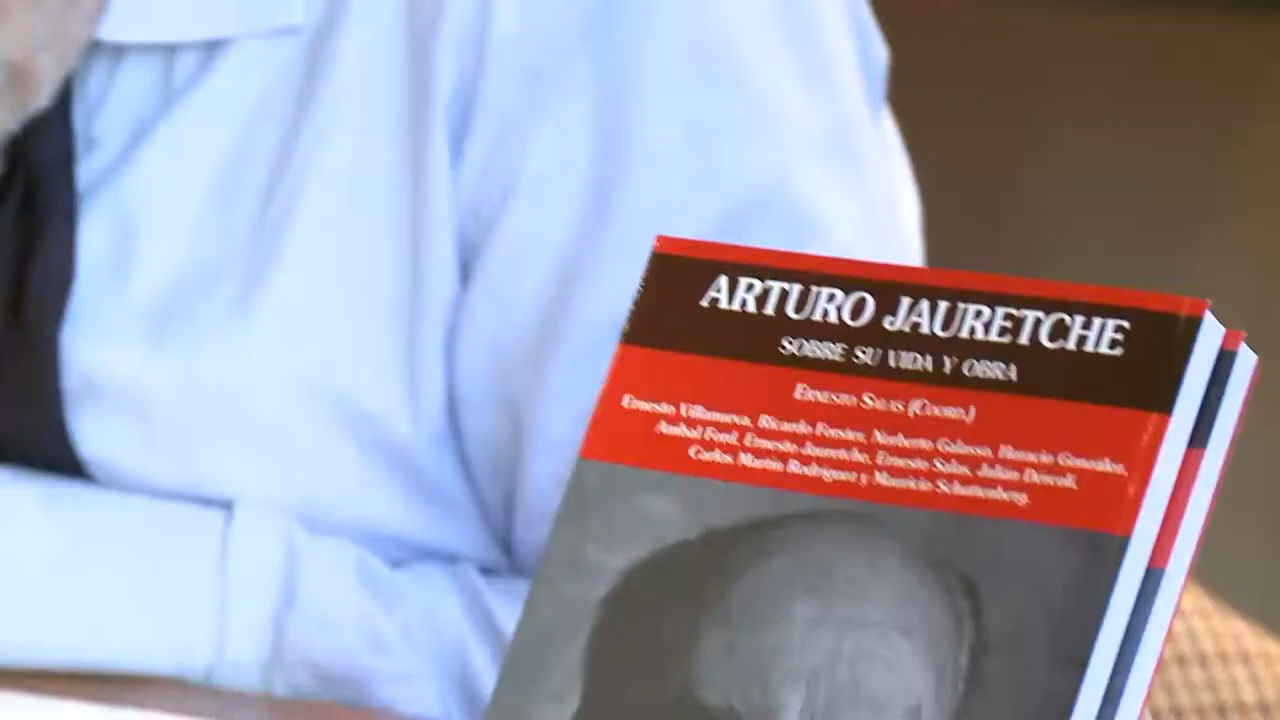 ARTURO JAURETCHE
SOBRE SU VIDA Y OBRA
ERNESTO SALAS (COORD.)
Ernesto Villanueva, Ricardo Forster, Norberto Galasso, Horacio González,
Aníbal Ford, Ernesto Jauretche, Ernesto Salas, Julián Dércoli,
Carlos Martín Rodríguez y Mauricio Schuttenberg